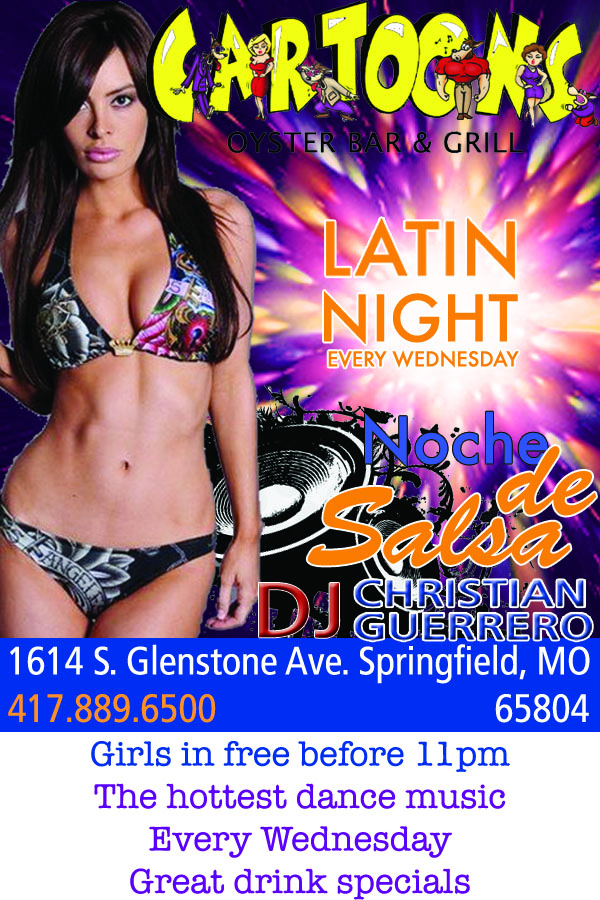 CARTOONS
OYSTER BAR & GRILL
LATIN
NIGHT
EVERY WEDNESDAY
Noche
de
Salsa
DJ CHRISTIAN
GUERRERO
1614 S. Glenstone Ave. Springfield, MO
417.889.6500 65804
Girls in free before 11pm
The hottest dance music
Every Wednesday
Great drink specials